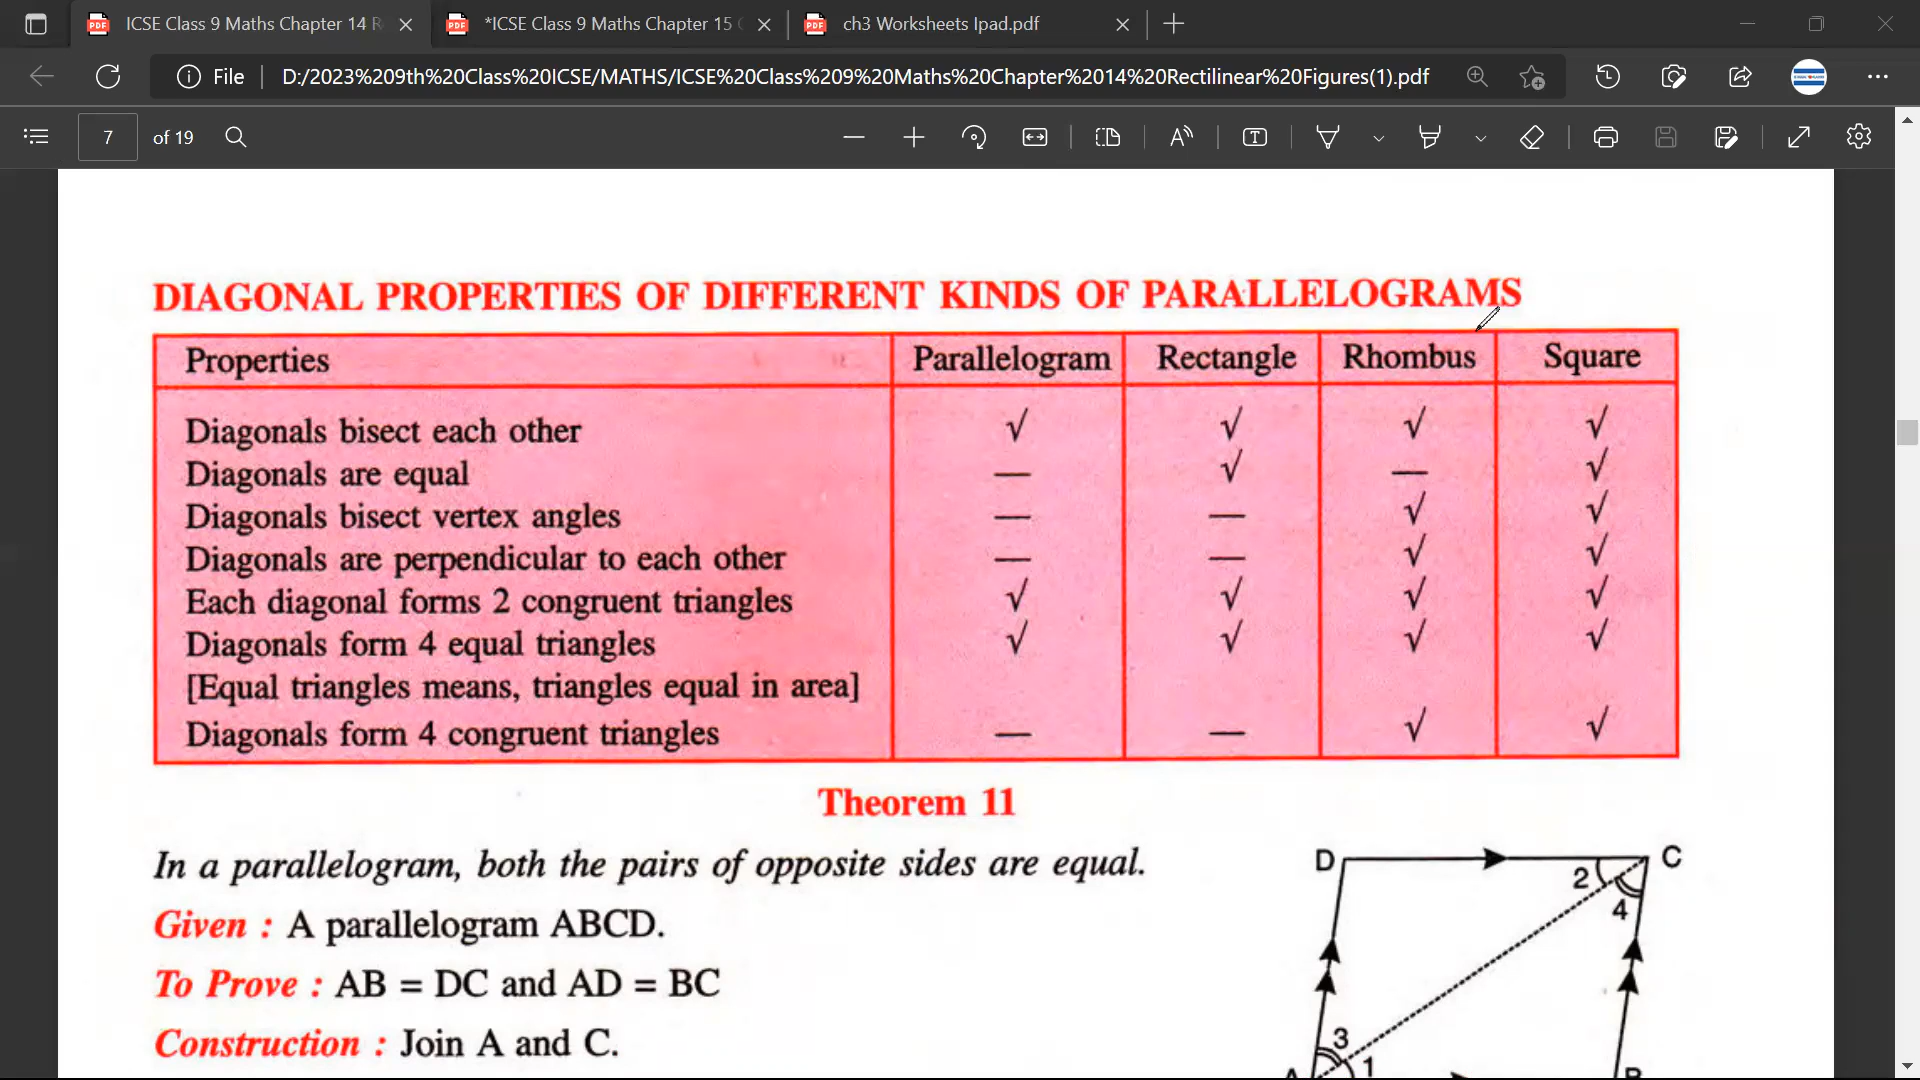 ICSE Class 9 Maths Chapter 14 R
*ICSE Class 9 Maths Chapter 15
ch3 Worksheets Ipad.pdf
File
D:/2023%209th%20Class%20ICSE/MATHS/ICSE%20Class%209%20Maths%20Chapter%2014%20Rectilinear%20Figures(1).pdf
7 of 19
DIAGONAL PROPERTIES OF DIFFERENT KINDS OF PARALLELOGRAMS
Properties Parallelogram Rectangle Rhombus Square
Diagonals bisect each other √ √ √ √
Diagonals are equal — √ — √
Diagonals bisect vertex angles — — √ √
Diagonals are perpendicular to each other — — √ √
Each diagonal forms 2 congruent triangles √ √ √ √
Diagonals form 4 equal triangles √ √ √ √
[Equal triangles means, triangles equal in area]
Diagonals form 4 congruent triangles — — √ √
Theorem 11
In a parallelogram, both the pairs of opposite sides are equal.
Given : A parallelogram ABCD.
To Prove : AB = DC and AD = BC
Construction : Join A and C.
D C
2
4
3
1
A B